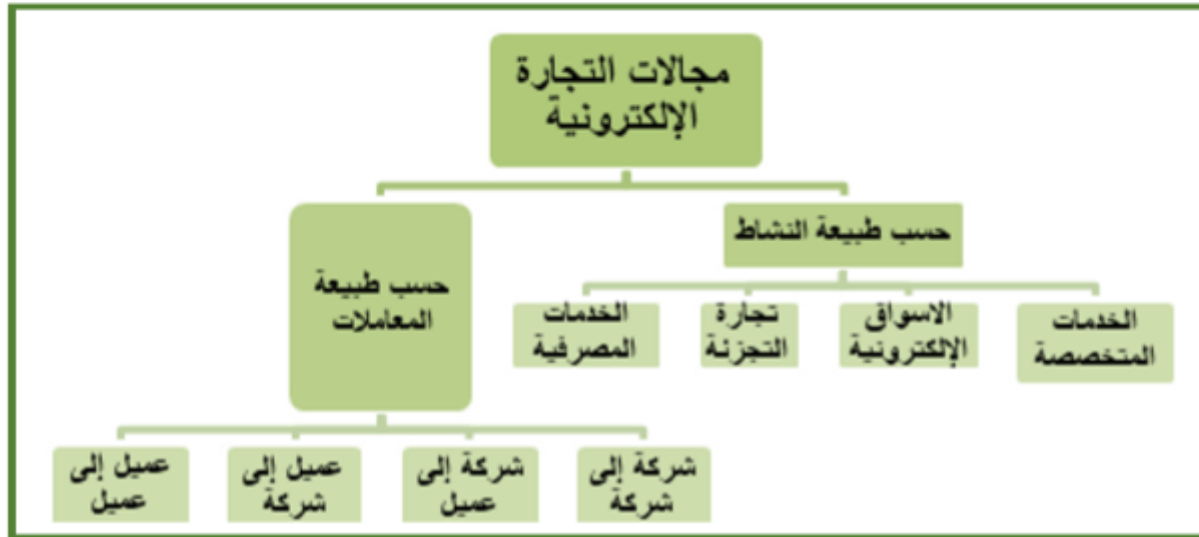 مجالات التجارة
الإلكترونية
حسب طبيعة النشاط
حسب طبيعة
المعاملات
الخدمات
المتخصصة
الاسواق
الإلكترونية
تجارة
التجزئة
الخدمات
المصرفية
شركة إلى
شركة
شركة إلى
عميل
عميل إلى
شركة
عميل إلى
عميل